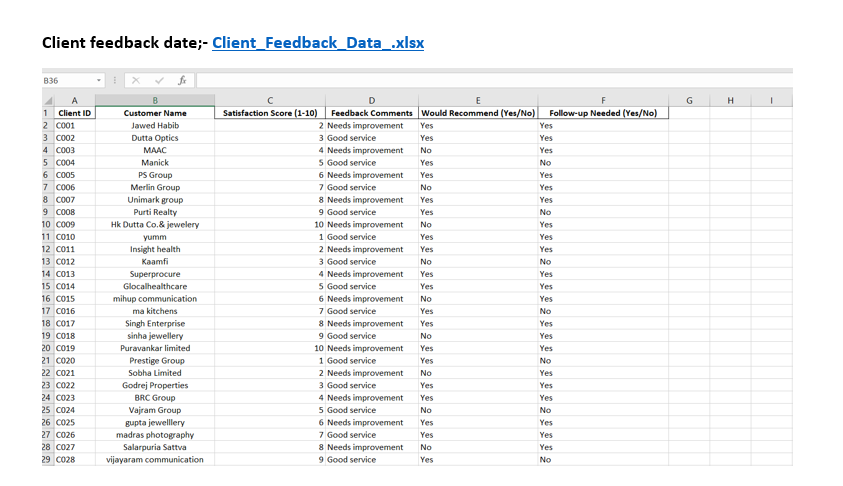 Client feedback date;- Client_Feedback_Data_.xlsx
B36 fx
A B C D E F G H I
1 Client ID Customer Name Satisfaction Score (1-10) Feedback Comments Would Recommend (Yes/No) Follow-up Needed (Yes/No)
2 C001 Jawed Habib 2 Needs improvement Yes Yes
3 C002 Dutta Optics 3 Good service Yes Yes
4 C003 MAAC 4 Needs improvement No Yes
5 C004 Manick 5 Good service Yes No
6 C005 PS Group 6 Needs improvement Yes Yes
7 C006 Merlin Group 7 Good service No Yes
8 C007 Unimark group 8 Needs improvement Yes Yes
9 C008 Purti Realty 9 Good service Yes No
10 C009 Hk Dutta Co.& jewelery 10 Needs improvement No Yes
11 C010 yumm 1 Good service Yes Yes
12 C011 Insight health 2 Needs improvement Yes Yes
13 C012 Kaamfi 3 Good service No No
14 C013 Superprocure 4 Needs improvement Yes Yes
15 C014 Glocalhealthcare 5 Good service Yes Yes
16 C015 mihup communication 6 Needs improvement No Yes
17 C016 ma kitchens 7 Good service Yes No
18 C017 Singh Enterprise 8 Needs improvement Yes Yes
19 C018 sinha jewellery 9 Good service No Yes
20 C019 Puravankar limited 10 Needs improvement Yes Yes
21 C020 Prestige Group 1 Good service Yes No
22 C021 Sobha Limited 2 Needs improvement No Yes
23 C022 Godrej Properties 3 Good service Yes Yes
24 C023 BRC Group 4 Needs improvement Yes Yes
25 C024 Vajram Group 5 Good service No No
26 C025 gupta jewelllery 6 Needs improvement Yes Yes
27 C026 madras photography 7 Good service Yes Yes
28 C027 Salarpuria Sattva 8 Needs improvement No Yes
29 C028 vijayaram communication 9 Good service Yes No